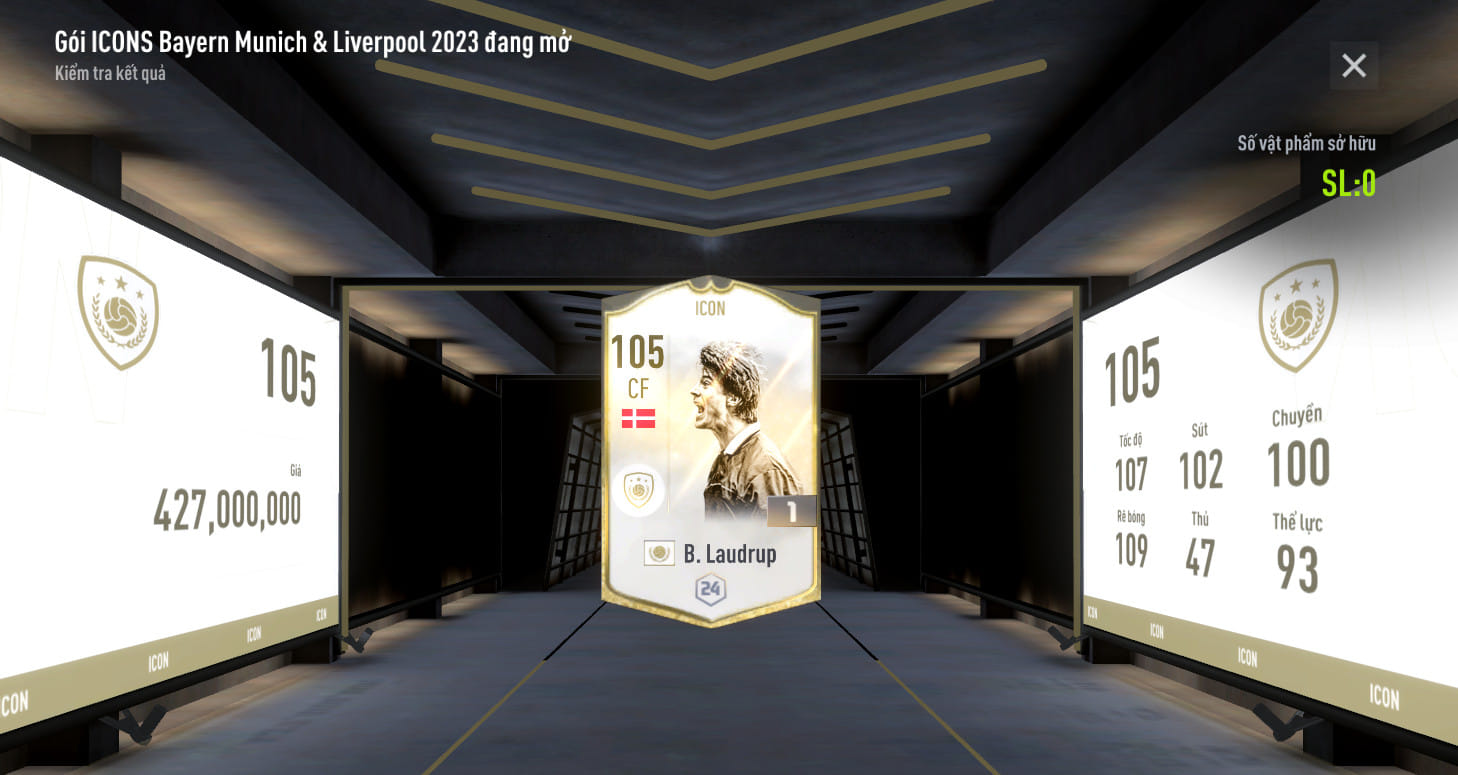 Gói ICONS Bayern Munich & Liverpool 2023 đang mở
Kiểm tra kết quả
Số vật phẩm sở hữu
SL:0
105
Giá
427,000,000
ICON
ICON
ICON
CON
ICON
105
CF
1
B. Laudrup
24
105
Tốc độ
107
Sút
102
Chuyển
100
Rê bóng
109
Thủ
47
Thể lực
93
ICON
ICON
ICON
ICON